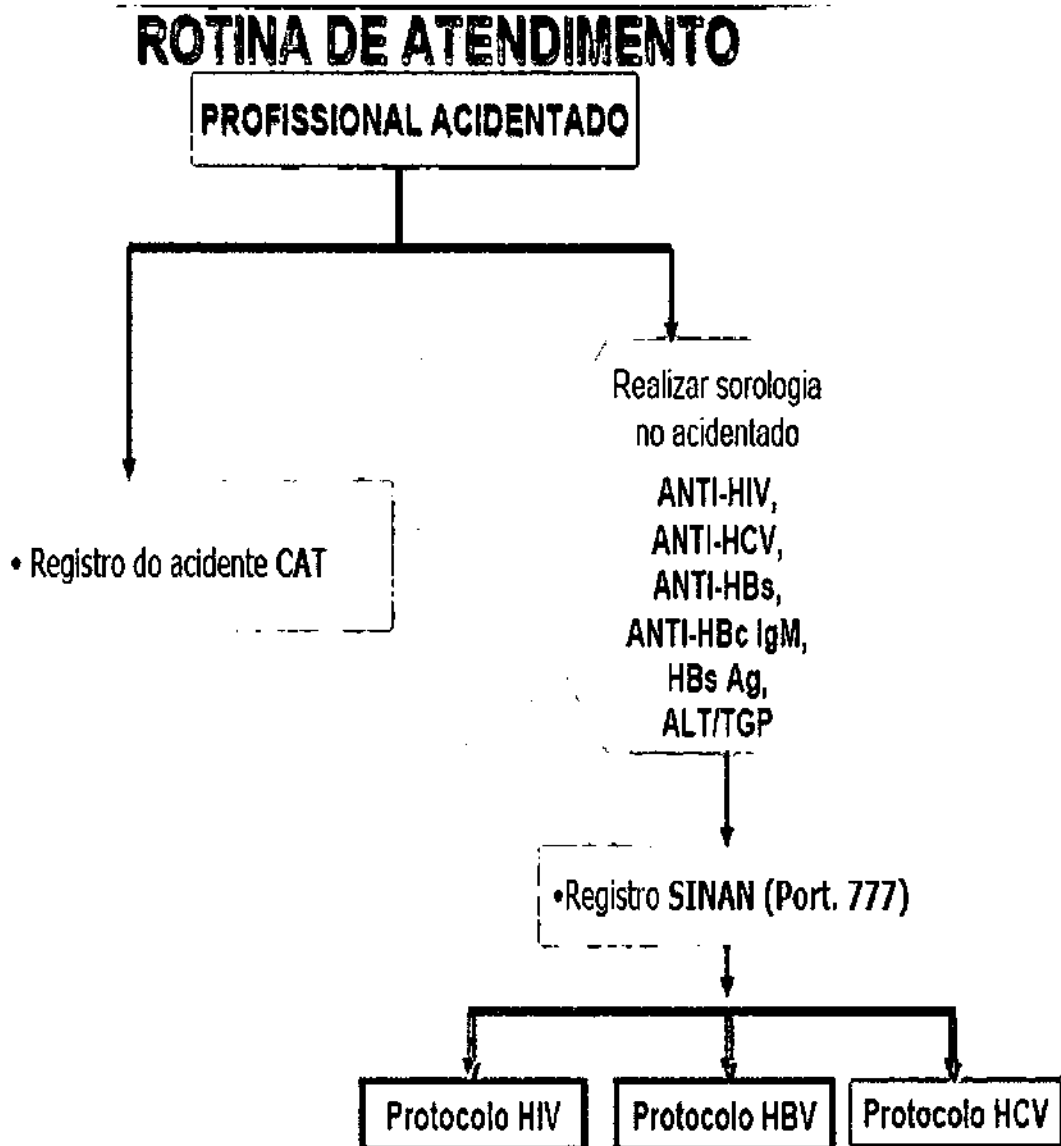 ROTINA DE ATENDIMENTO
PROFISSIONAL ACIDENTADO
• Registro do acidente CAT
Realizar sorologia
no acidentado
ANTI-HIV,
ANTI-HCV,
ANTI-HBs,
ANTI-HBc IgM,
HBs Ag,
ALT/TGP
•Registro SINAN (Port. 777)
Protocolo HIV
Protocolo HBV
Protocolo HCV